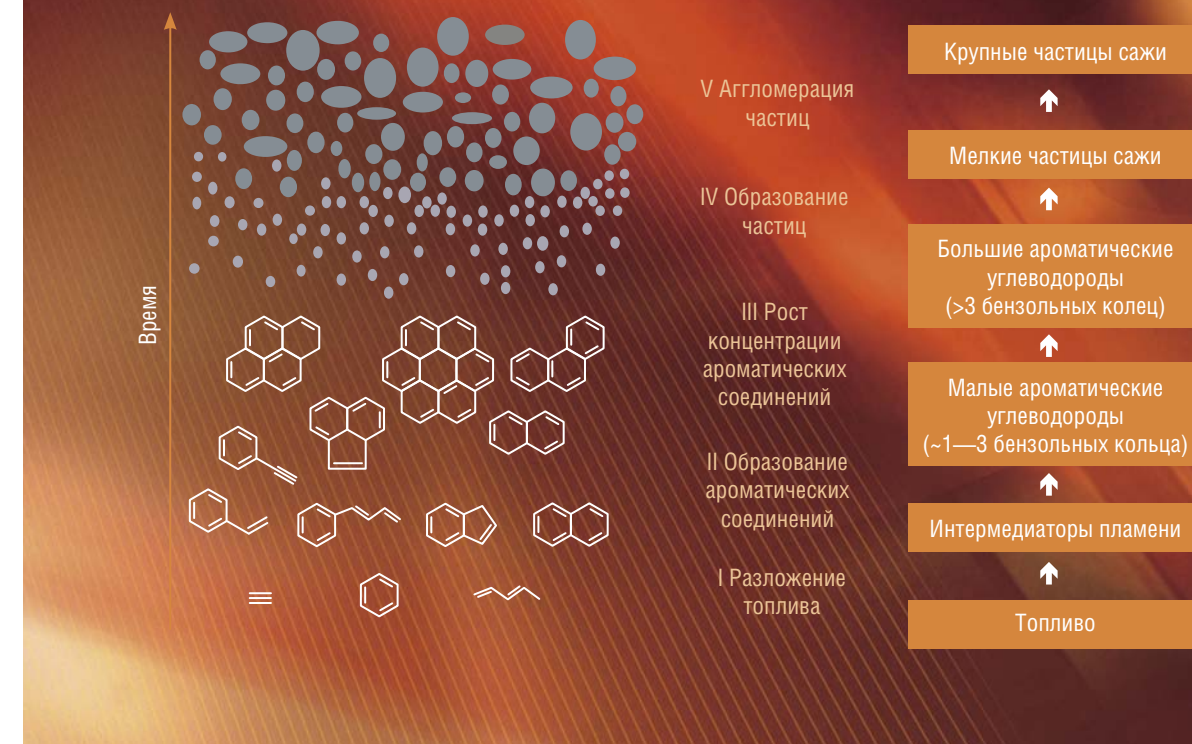 Время
V Аггломерация
частиц
IV Образование
частиц
III Рост
концентрации
ароматических
соединений
II Образование
ароматических
соединений
I Разложение
топлива
Крупные частицы сажи
Мелкие частицы сажи
Большие ароматические
углеводороды
(>3 бензольных колец)
Малые ароматические
углеводороды
(~1—3 бензольных кольца)
Интермедиаторы пламени
Топливо